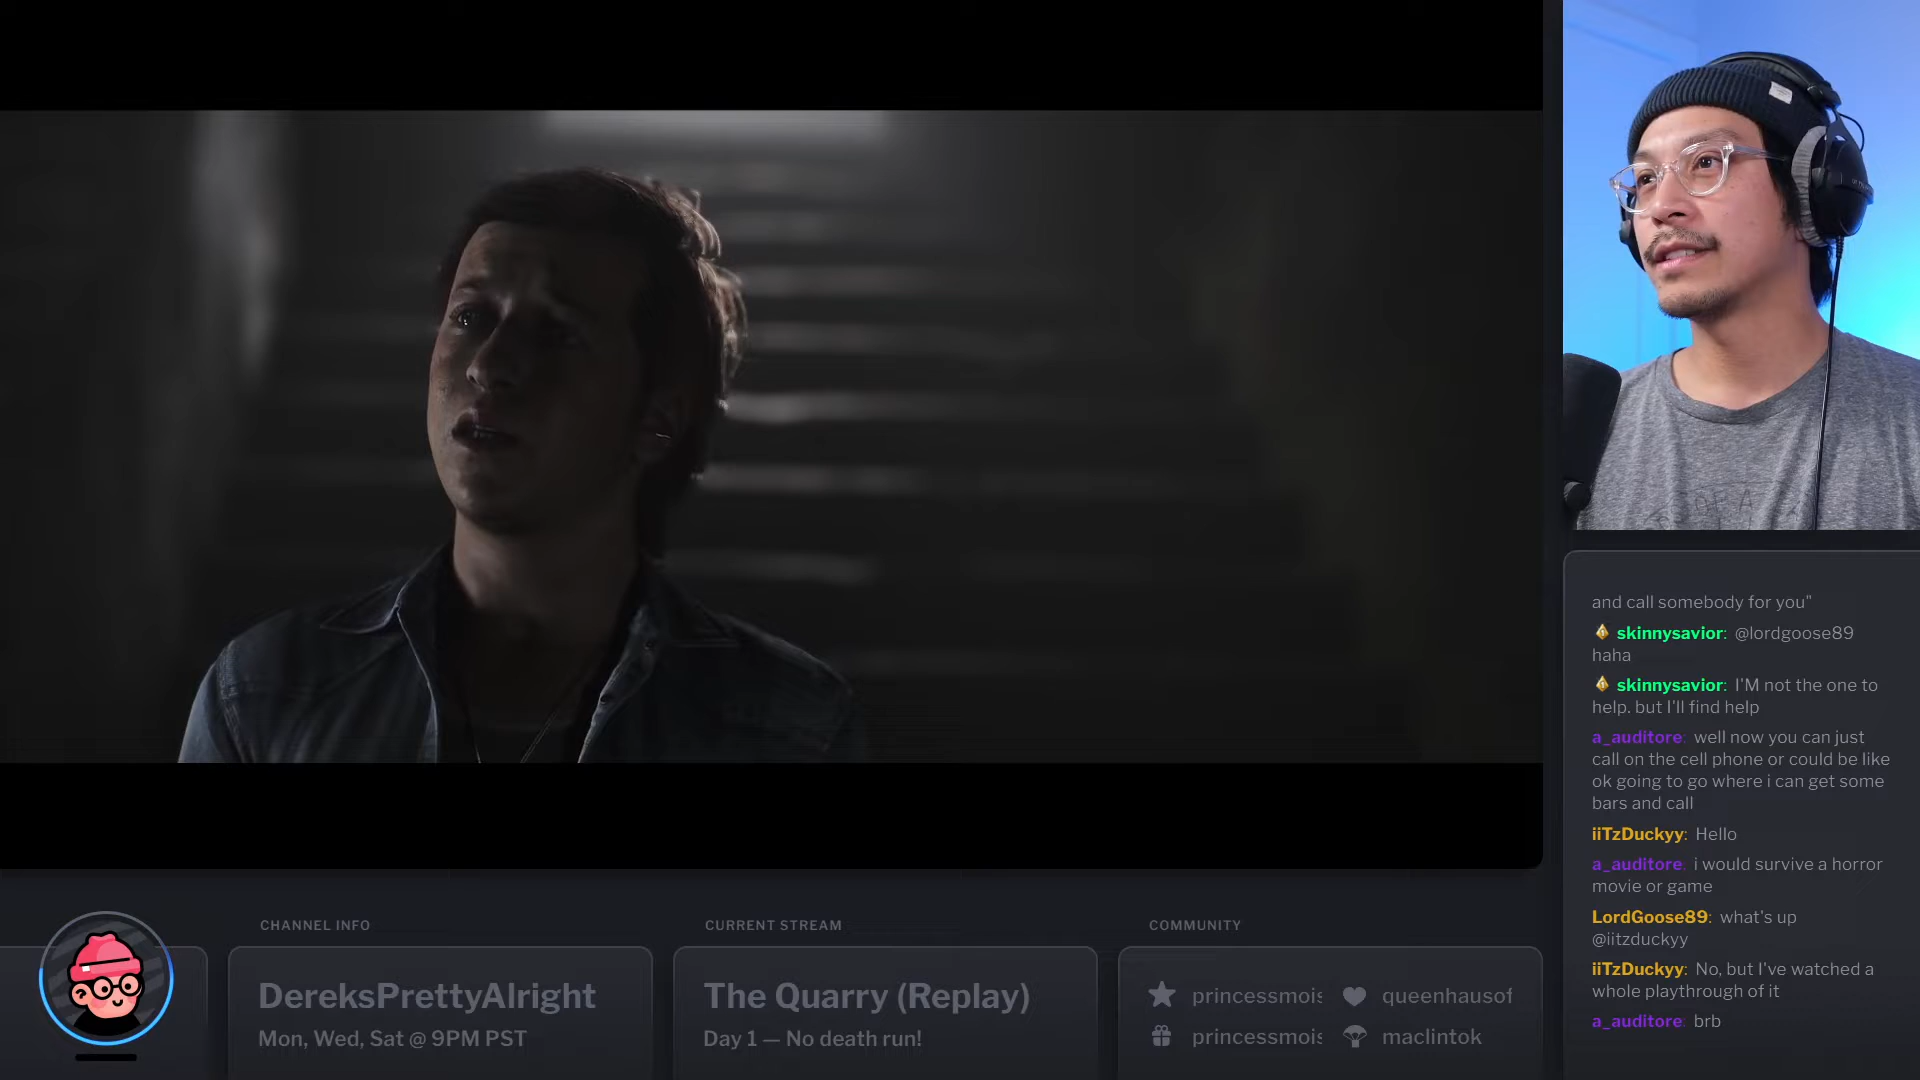 and call somebody for you"
skinnysavior: @lordgoose89
haha
skinnysavior: I'M not the one to
help. but I'll find help
a_auditore: well now you can just
call on the cell phone or could be like
ok going to go where i can get some
bars and call
iiTzDuckyy: Hello
a_auditore: i would survive a horror
movie or game
LordGoose89: what's up
@iitzduckyy
iiTzDuckyy: No, but I've watched a
whole playthrough of it
a_auditore: brb
CHANNEL INFO
DereksPrettyAlright
Mon, Wed, Sat @ 9PM PST
CURRENT STREAM
The Quarry (Replay)
Day 1 — No death run!
COMMUNITY
princessmois
queenhausof
princessmois
maclintok